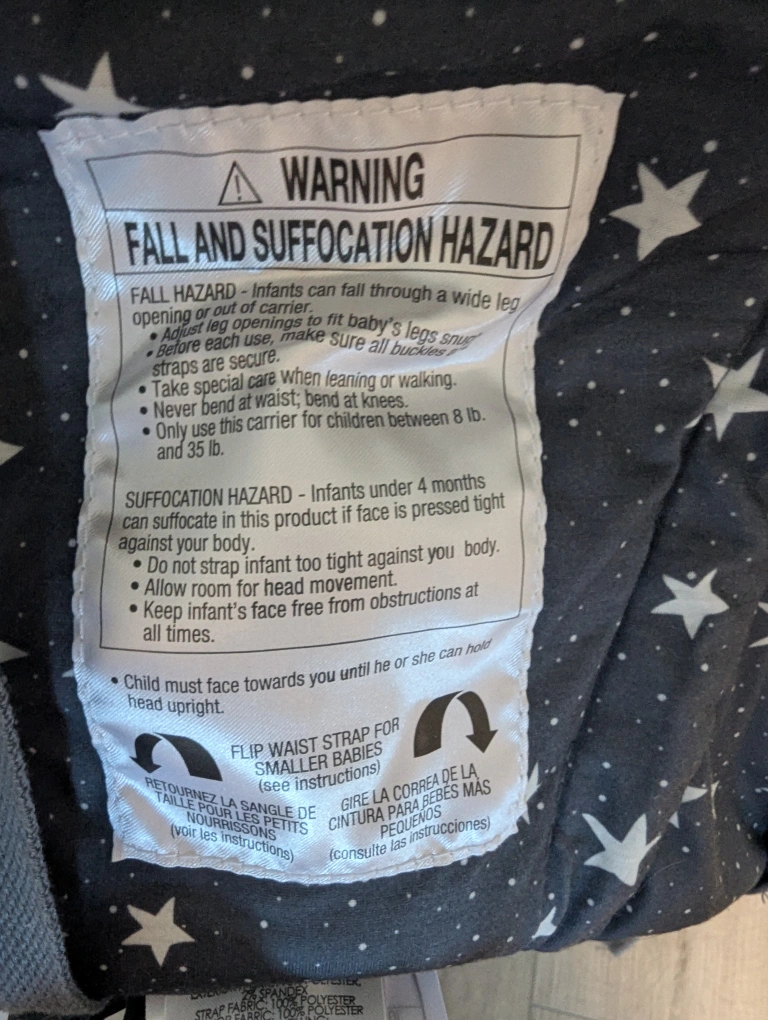 WARNING
FALL AND SUFFOCATION HAZARD
FALL HAZARD - Infants can fall through a wide leg
opening or out of carrier.
• Adjust leg openings to fit baby's legs snug
• Before each use, make sure all buckles
straps are secure.
• Take special care when leaning or walking.
• Never bend at waist; bend at knees.
• Only use this carrier for children between 8 lb.
and 35 lb.
SUFFOCATION HAZARD - Infants under 4 months
can suffocate in this product if face is pressed tight
against your body.
• Do not strap infant too tight against you body.
• Allow room for head movement.
• Keep infant's face free from obstructions at
all times.
• Child must face towards you until he or she can hold
head upright.
FLIP WAIST STRAP FOR
SMALLER BABIES
(see instructions)
RETOURNEZ LA SANGLE DE
TAILLE POUR LES PETITS
NOURRISSONS
(voir les instructions)
GIRE LA CORREA DE LA
CINTURA PARA BEBÉS MÁS
PEQUEÑOS
(consulte las instrucciones)
2% SPANDEX
STRAP FABRIC: 100% POLYESTER
FABRIC: 100% POLYESTER